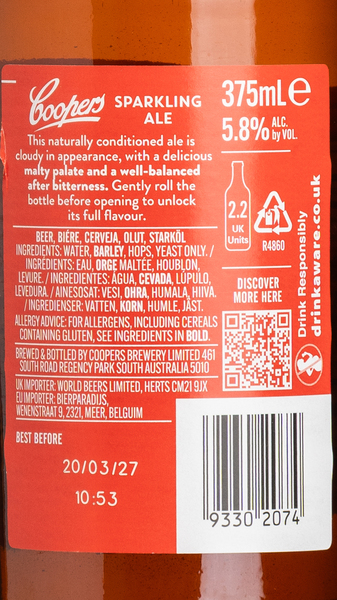 Coopers SPARKLING ALE
This naturally conditioned ale is
cloudy in appearance, with a delicious
malty palate and a well-balanced
after bitterness. Gently roll the
bottle before opening to unlock
its full flavour.
BEER, BIÈRE, CERVEJA, OLUT, STARKÖL
INGREDIENTS: WATER, BARLEY, HOPS, YEAST ONLY. /
INGRÉDIENTS: EAU, ORGE MALTÉE, HOUBLON,
LEVURE. / INGREDIENTES: ÁGUA, CEVADA, LÚPULO,
LEVEDURA. / AINESOSAT: VESI, OHRA, HUMALA, HIIVA.
/ INGREDIENSER: VATTEN, KORN, HUMLE, JÄST.
ALLERGY ADVICE: FOR ALLERGENS, INCLUDING CEREALS
CONTAINING GLUTEN, SEE INGREDIENTS IN BOLD.
BREWED & BOTTLED BY COOPERS BREWERY LIMITED 461
SOUTH ROAD REGENCY PARK SOUTH AUSTRALIA 5010
UK IMPORTER: WORLD BEERS LIMITED, HERTS CM21 9JX
EU IMPORTER: BIERPARADIJS,
WENENSTRAAT 9, 2321, MEER, BELGUIM
BEST BEFORE
20/03/27
10:53
375mL e
5.8% ALC. by VOL.
2.2
UK
Units
R4860
DISCOVER
MORE HERE
Drink Responsibly
drinkaware.co.uk
9330 2074